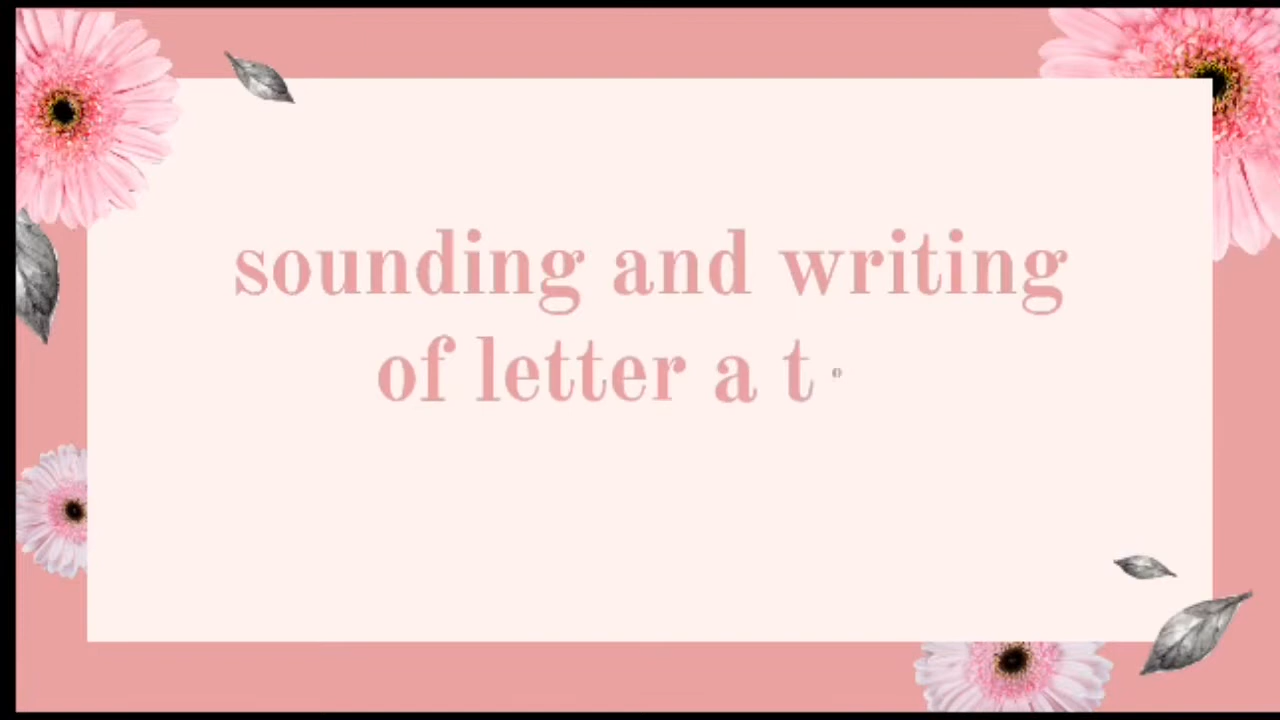 sounding and writing
of letter a t